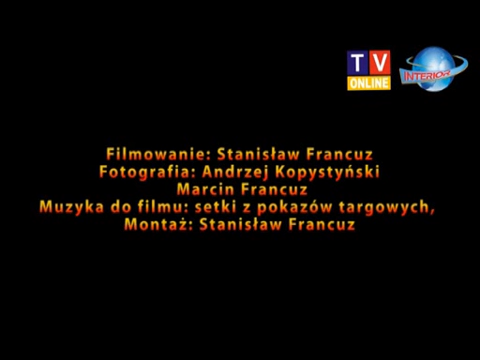 TV
ONLINE
INTERIOR
Filmowanie: Stanisław Francuz
Fotografia: Andrzej Kopystyński
Marcin Francuz
Muzyka do filmu: setki z pokazów targowych,
Montaż: Stanisław Francuz